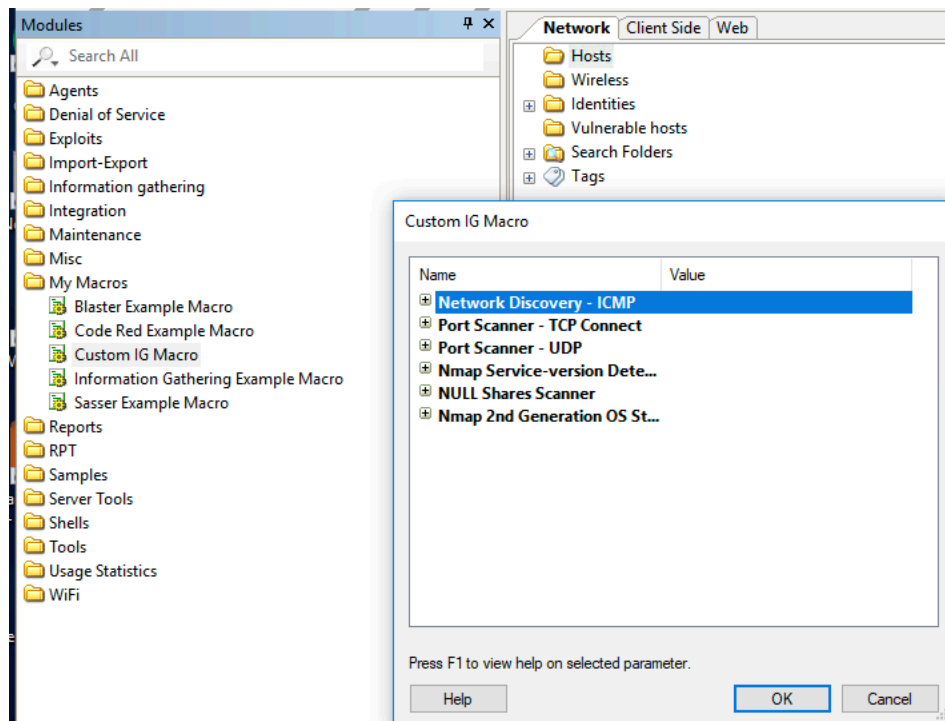 Modules
Search All
Agents
Denial of Service
Exploits
Import-Export
Information gathering
Integration
Maintenance
Misc
My Macros
Blaster Example Macro
Code Red Example Macro
Custom IG Macro
Information Gathering Example Macro
Sasser Example Macro
Reports
RPT
Samples
Server Tools
Shells
Tools
Usage Statistics
WiFi
Network Client Side Web
Hosts
Wireless
Identities
Vulnerable hosts
Search Folders
Tags
Custom IG Macro
Name Value
Network Discovery - ICMP
Port Scanner - TCP Connect
Port Scanner - UDP
Nmap Service-version Dete...
NULL Shares Scanner
Nmap 2nd Generation OS St...
Press F1 to view help on selected parameter.
Help OK Cancel